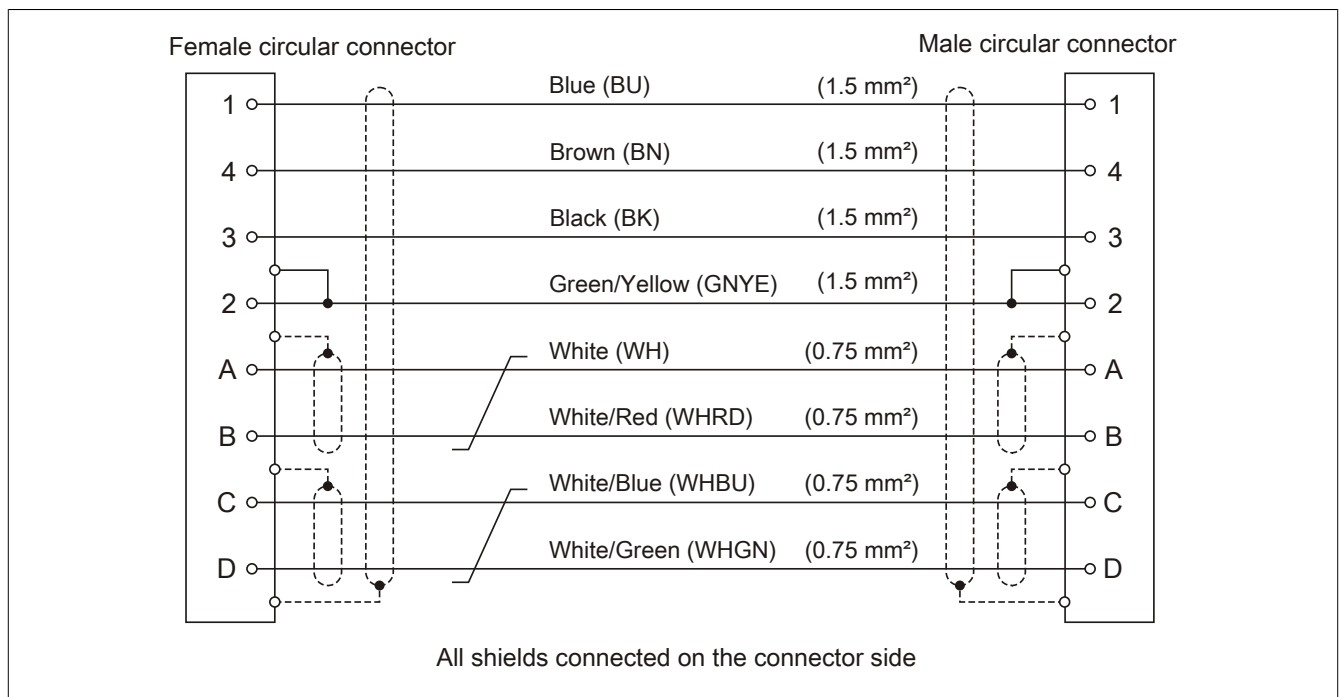 Female circular connector
Male circular connector
1 Blue (BU) (1.5 mm²) 1
4 Brown (BN) (1.5 mm²) 4
3 Black (BK) (1.5 mm²) 3
2 Green/Yellow (GNYE) (1.5 mm²) 2
A White (WH) (0.75 mm²) A
B White/Red (WHRD) (0.75 mm²) B
C White/Blue (WHBU) (0.75 mm²) C
D White/Green (WHGN) (0.75 mm²) D
All shields connected on the connector side